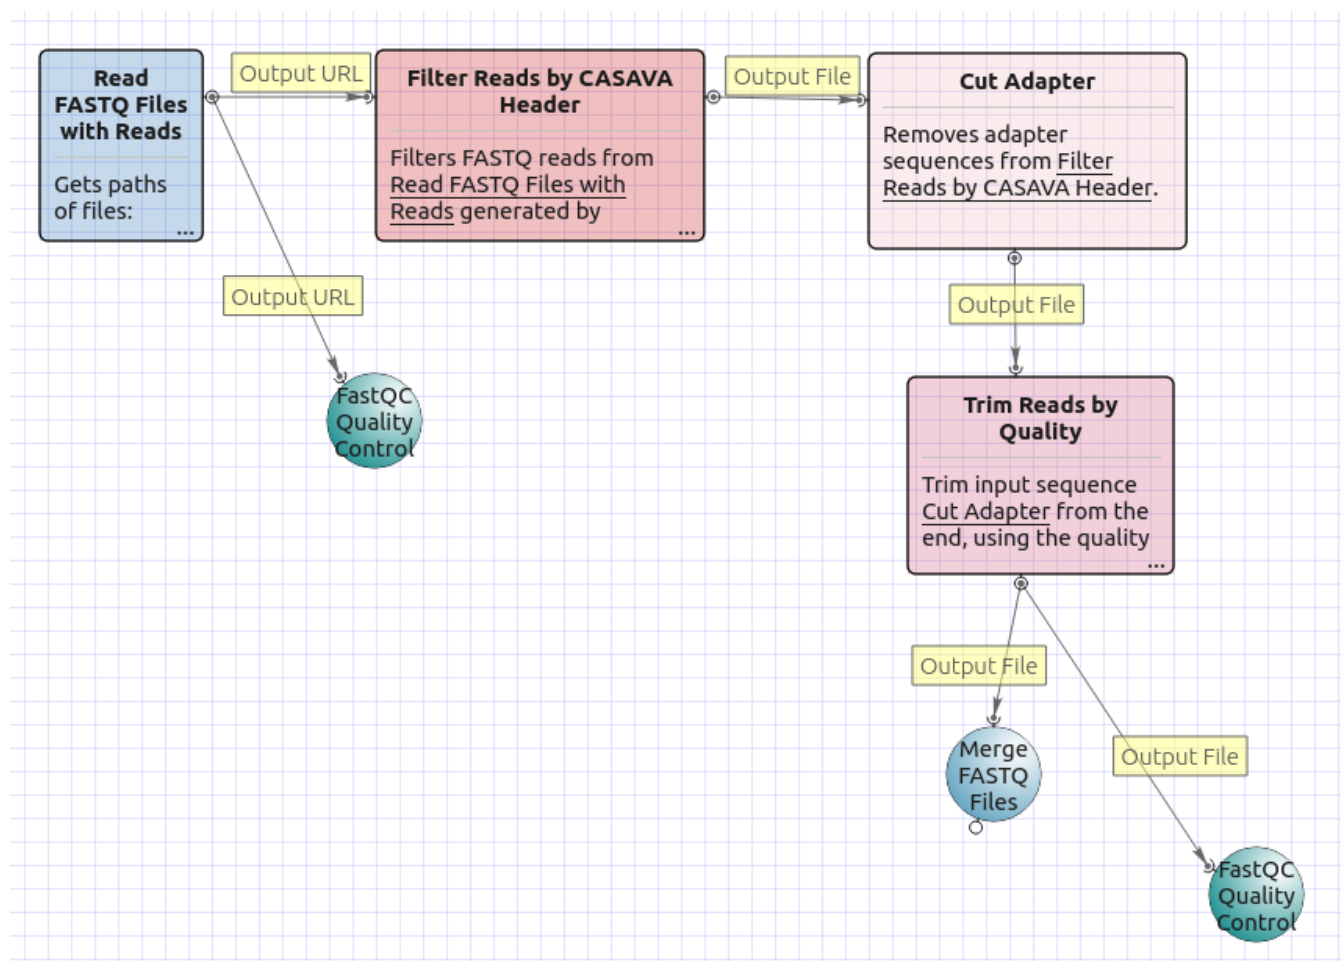 Read
FASTQ Files
with Reads
Gets paths
of files:
...
Output URL
Filter Reads by CASAVA
Header
Filters FASTQ reads from
Read FASTQ Files with
Reads generated by
...
Output File
Cut Adapter
Removes adapter
sequences from Filter
Reads by CASAVA Header.
Output URL
FastQC
Quality
Control
Output File
Trim Reads by
Quality
Trim input sequence
Cut Adapter from the
end, using the quality
...
Output File
Merge
FASTQ
Files
Output File
FastQC
Quality
Control